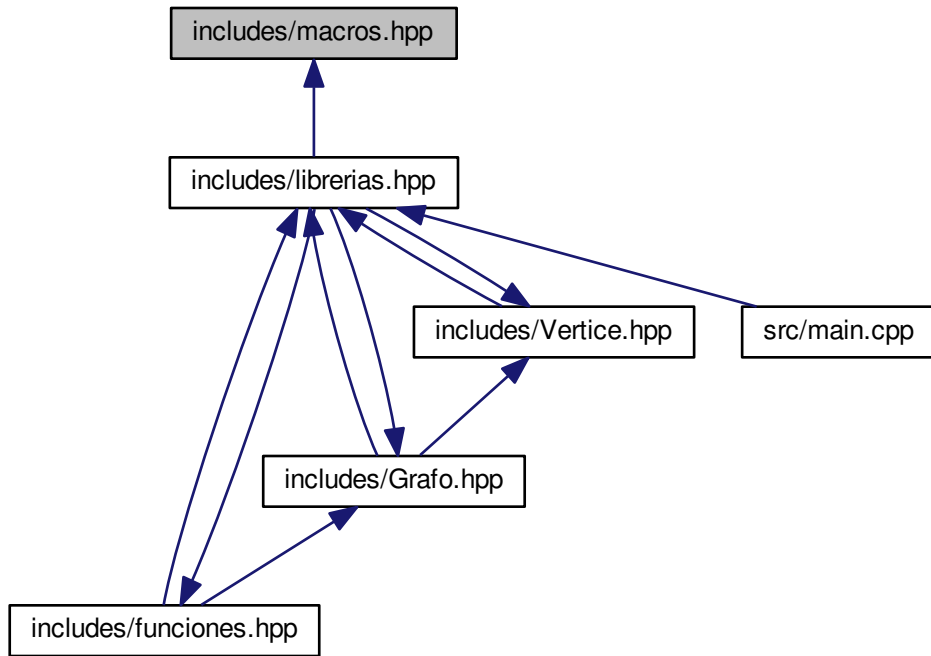 includes/macros.hpp
includes/librerias.hpp
includes/Vertice.hpp
src/main.cpp
includes/Grafo.hpp
includes/funciones.hpp